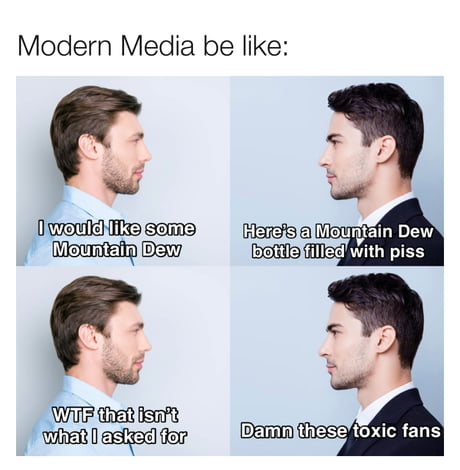 Modern Media be like:
I would like some
Mountain Dew
Here's a Mountain Dew
bottle filled with piss
WTF that isn't
what I asked for
Damn these toxic fans